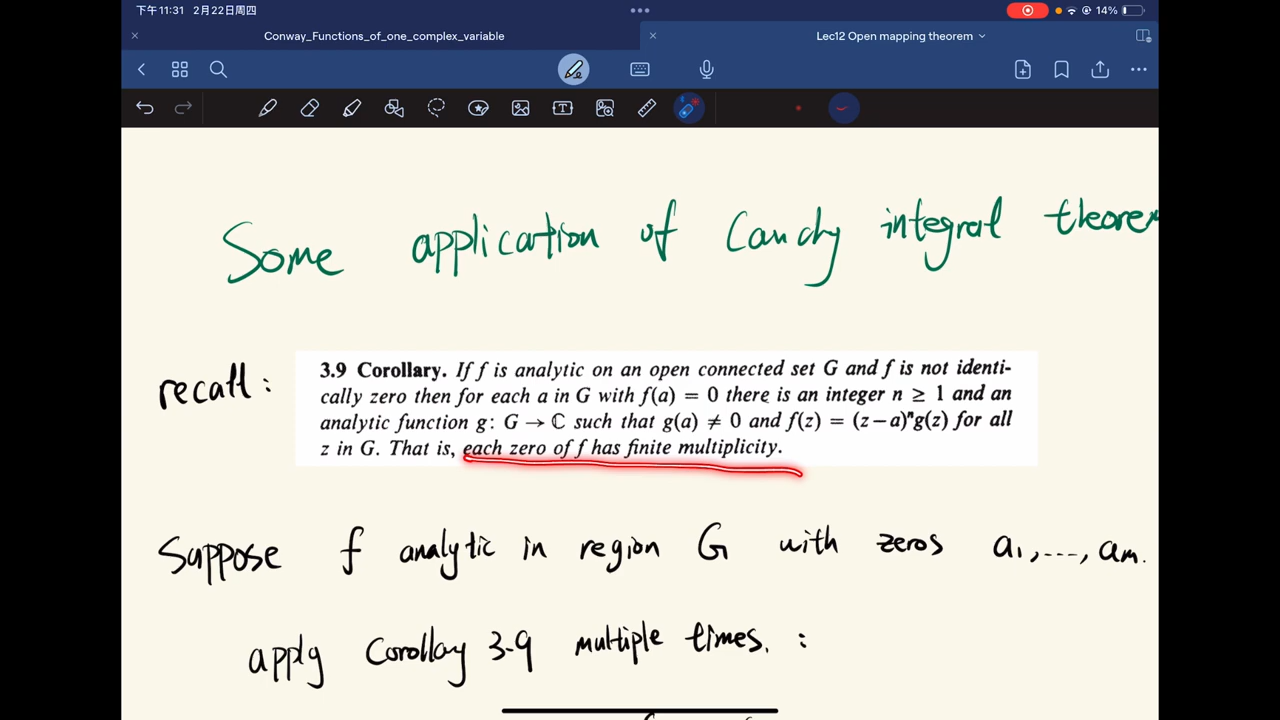 下午11:31 2月22日周四
14%
Conway_Functions_of_one_complex_variable
Lec12 Open mapping theorem
Some application of Cauchy integral theorem
recall:
3.9 Corollary. If f is analytic on an open connected set G and f is not identi-
cally zero then for each a in G with f(a) = 0 there is an integer n ≥ 1 and an
analytic function g: G → ℂ such that g(a) ≠ 0 and f(z) = (z−a)ⁿg(z) for all
z in G. That is, each zero of f has finite multiplicity.
Suppose f analytic in region G with zeros a₁,---, aₘ.
apply Corollay 3-9 multiple times. :